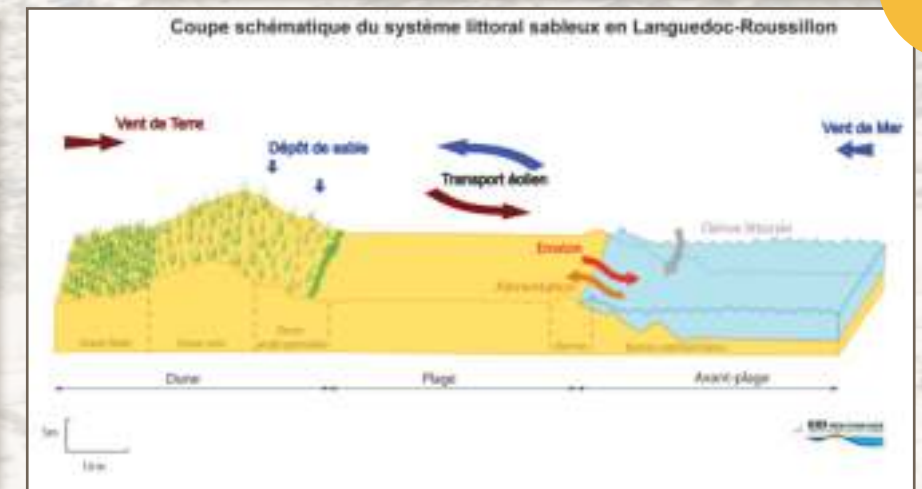 Coupe schématique du système littoral sableux en Languedoc-Roussillon
Vent de Terre
Vent de Mer
Dépôt de sable
Transport éolien
Dérive littorale
Erosion
Alimentation
Dune
Plage
Avant-plage
5m